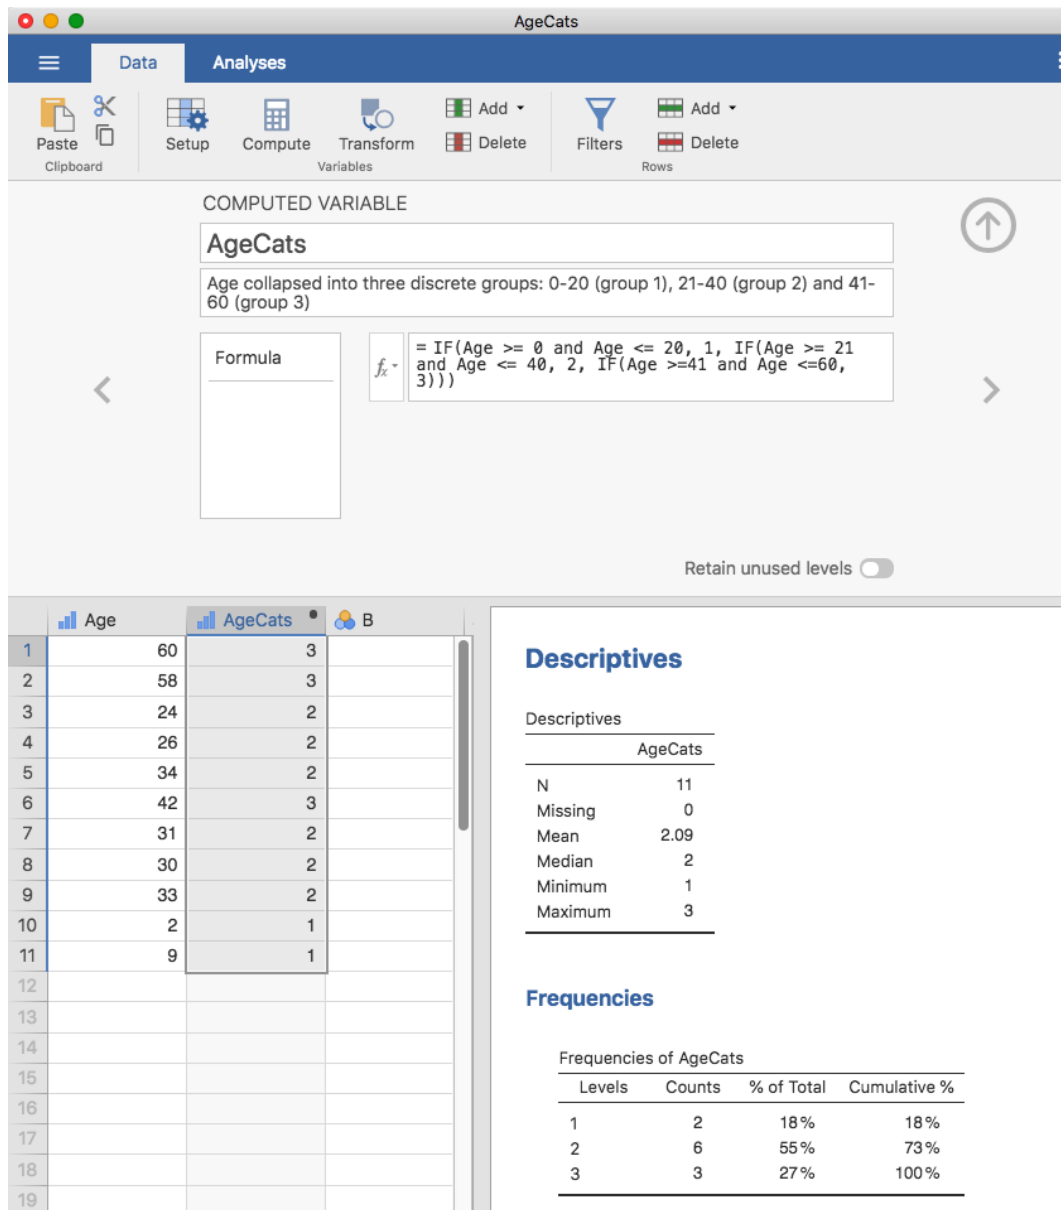 AgeCats
Data Analyses
Paste Setup Compute Transform Add Delete Filters Add Delete
Clipboard Variables Rows
COMPUTED VARIABLE
AgeCats
Age collapsed into three discrete groups: 0-20 (group 1), 21-40 (group 2) and 41-
60 (group 3)
Formula
fx
= IF(Age >= 0 and Age <= 20, 1, IF(Age >= 21
and Age <= 40, 2, IF(Age >=41 and Age <=60,
3)))
Retain unused levels
Age AgeCats B
1 60 3
2 58 3
3 24 2
4 26 2
5 34 2
6 42 3
7 31 2
8 30 2
9 33 2
10 2 1
11 9 1
12
13
14
15
16
17
18
19
Descriptives
Descriptives
AgeCats
N 11
Missing 0
Mean 2.09
Median 2
Minimum 1
Maximum 3
Frequencies
Frequencies of AgeCats
Levels Counts % of Total Cumulative %
1 2 18% 18%
2 6 55% 73%
3 3 27% 100%